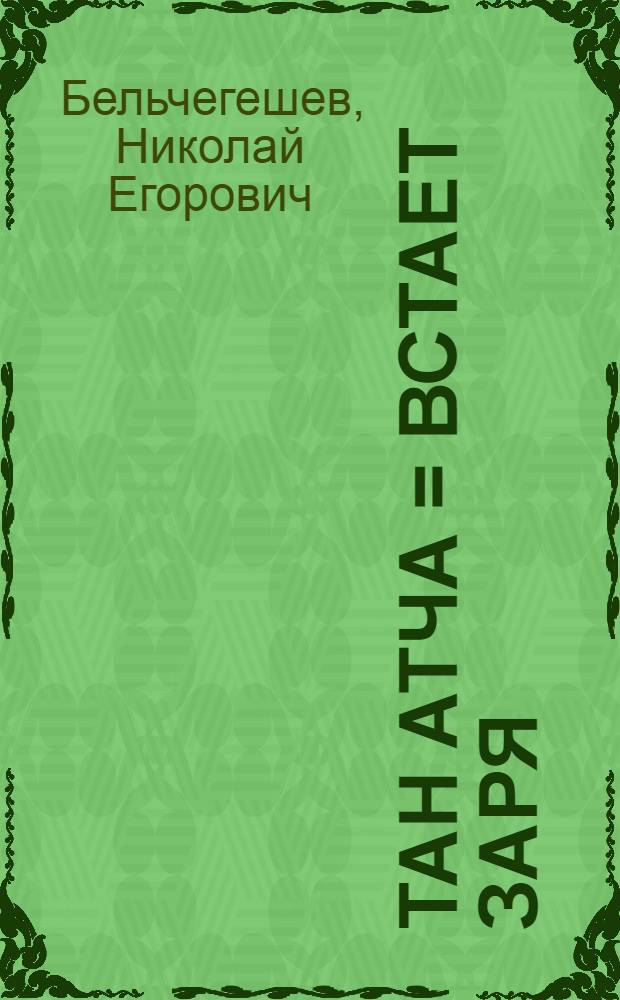 Бельчегешев,
Николай
Егорович
ТАН АТЧА = ВСТАЕТ
ЗАРЯ